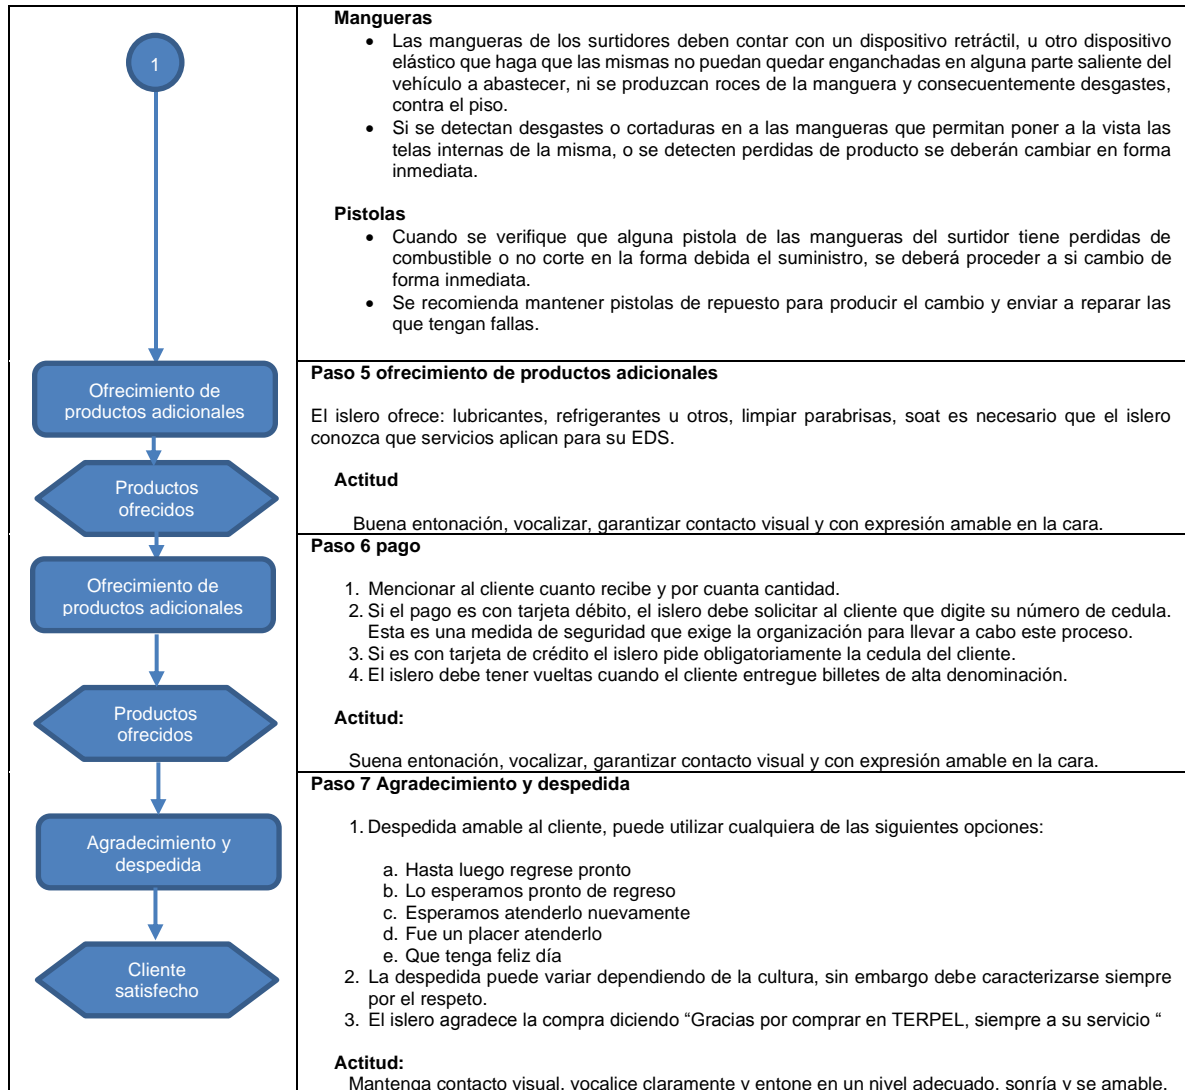 1
Mangueras
• Las mangueras de los surtidores deben contar con un dispositivo retráctil, u otro dispositivo
elástico que haga que las mismas no puedan quedar enganchadas en alguna parte saliente del
vehículo a abastecer, ni se produzcan roces de la manguera y consecuentemente desgastes,
contra el piso.
• Si se detectan desgastes o cortaduras en a las mangueras que permitan poner a la vista las
telas internas de la misma, o se detecten perdidas de producto se deberán cambiar en forma
inmediata.
Pistolas
• Cuando se verifique que alguna pistola de las mangueras del surtidor tiene perdidas de
combustible o no corte en la forma debida el suministro, se deberá proceder a si cambio de
forma inmediata.
• Se recomienda mantener pistolas de repuesto para producir el cambio y enviar a reparar las
que tengan fallas.
Ofrecimiento de
productos adicionales
Productos
ofrecidos
Paso 5 ofrecimiento de productos adicionales
El islero ofrece: lubricantes, refrigerantes u otros, limpiar parabrisas, soat es necesario que el islero
conozca que servicios aplican para su EDS.
Actitud
Buena entonación, vocalizar, garantizar contacto visual y con expresión amable en la cara.
Ofrecimiento de
productos adicionales
Productos
ofrecidos
Paso 6 pago
1. Mencionar al cliente cuanto recibe y por cuanta cantidad.
2. Si el pago es con tarjeta débito, el islero debe solicitar al cliente que digite su número de cedula.
Esta es una medida de seguridad que exige la organización para llevar a cabo este proceso.
3. Si es con tarjeta de crédito el islero pide obligatoriamente la cedula del cliente.
4. El islero debe tener vueltas cuando el cliente entregue billetes de alta denominación.
Actitud:
Suena entonación, vocalizar, garantizar contacto visual y con expresión amable en la cara.
Agradecimiento y
despedida
Cliente
satisfecho
Paso 7 Agradecimiento y despedida
1. Despedida amable al cliente, puede utilizar cualquiera de las siguientes opciones:
a. Hasta luego regrese pronto
b. Lo esperamos pronto de regreso
c. Esperamos atenderlo nuevamente
d. Fue un placer atenderlo
e. Que tenga feliz día
2. La despedida puede variar dependiendo de la cultura, sin embargo debe caracterizarse siempre
por el respeto.
3. El islero agradece la compra diciendo “Gracias por comprar en TERPEL, siempre a su servicio “
Actitud:
Mantenga contacto visual, vocalice claramente y entone en un nivel adecuado, sonría y se amable.